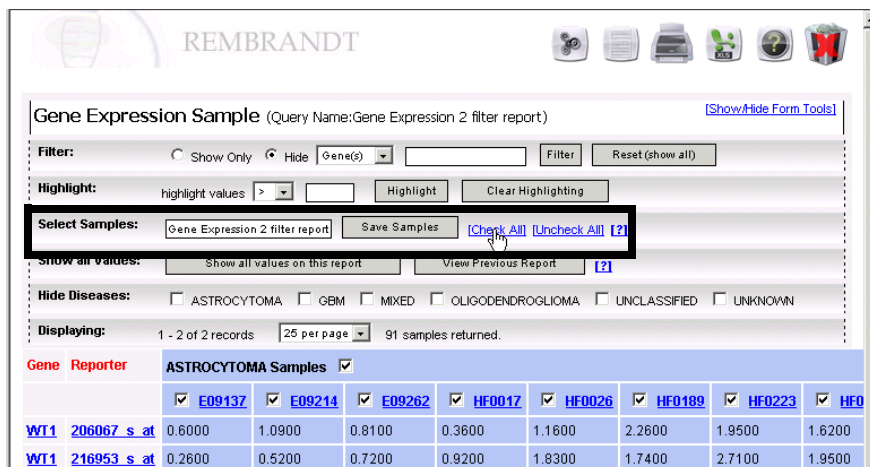 REMBRANDT
XLS
Gene Expression Sample (Query Name:Gene Expression 2 filter report) [Show/Hide Form Tools]
Filter: Show Only Hide Gene(s) Filter Reset (show all)
Highlight: highlight values > Highlight Clear Highlighting
Select Samples: Gene Expression 2 filter report Save Samples [Check All] [Uncheck All] [?]
Show all Values: Show all values on this report View Previous Report [?]
Hide Diseases: ASTROCYTOMA GBM MIXED OLIGODENDROGLIOMA UNCLASSIFIED UNKNOWN
Displaying: 1 - 2 of 2 records 25 per page 91 samples returned.
Gene Reporter ASTROCYTOMA Samples
E09137 E09214 E09262 HF0017 HF0026 HF0189 HF0223 HF0
WT1 206067_s_at 0.6000 1.0900 0.8100 0.3600 1.1600 2.2600 1.9500 1.6200
WT1 216953_s_at 0.2600 0.5200 0.7200 0.9200 1.8300 1.7400 2.7100 1.9500